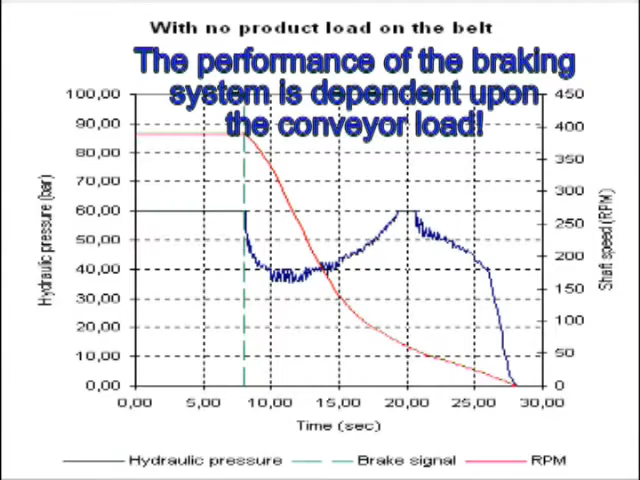 With no product load on the belt
The performance of the braking
system is dependent upon
the conveyor load!
100,00
90,00
80,00
70,00
60,00
50,00
40,00
30,00
20,00
10,00
0,00
Hydraulic pressure (bar)
450
400
350
300
250
200
150
100
50
0
Shaft speed (RPM)
0,00 5,00 10,00 15,00 20,00 25,00 30,00
Time (sec)
Hydraulic pressure Brake signal RPM